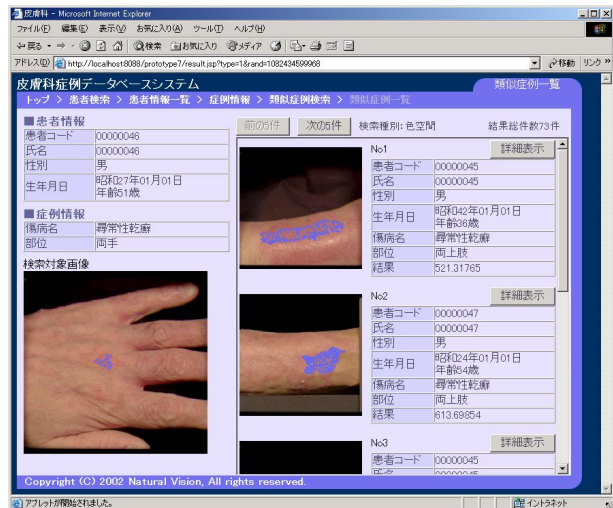 皮膚科 - Microsoft Internet Explorer
ファイル(F) 編集(E) 表示(V) お気に入り(A) ツール(T) ヘルプ(H)
戻る 検索 お気に入り メディア
アドレス(D) http://localhost8088/prototype7/result.jsp?type=1&rand=1082434599968 移動 リンク »
皮膚科症例データベースシステム 類似症例一覧
トップ > 患者検索 > 患者情報一覧 > 症例情報 > 類似症例検索 > 類似症例一覧
■患者情報
患者コード 00000046
氏名 00000046
性別 男
生年月日 昭和27年01月01日
年齢51歳
■症例情報
傷病名 尋常性乾癬
部位 両手
検索対象画像
前の5件 次の5件 検索種別:色空間 結果総件数73件
No1 詳細表示
患者コード 00000045
氏名 00000045
性別 男
生年月日 昭和42年01月01日
年齢36歳
傷病名 尋常性乾癬
部位 両上肢
結果 521.31765
No2 詳細表示
患者コード 00000047
氏名 00000047
性別 男
生年月日 昭和24年01月01日
年齢54歳
傷病名 尋常性乾癬
部位 両上肢
結果 613.69854
No3 詳細表示
患者コード 00000045
Copyright (C) 2002 Natural Vision, All rights reserved.
アプレットが開始されました。 イントラネット